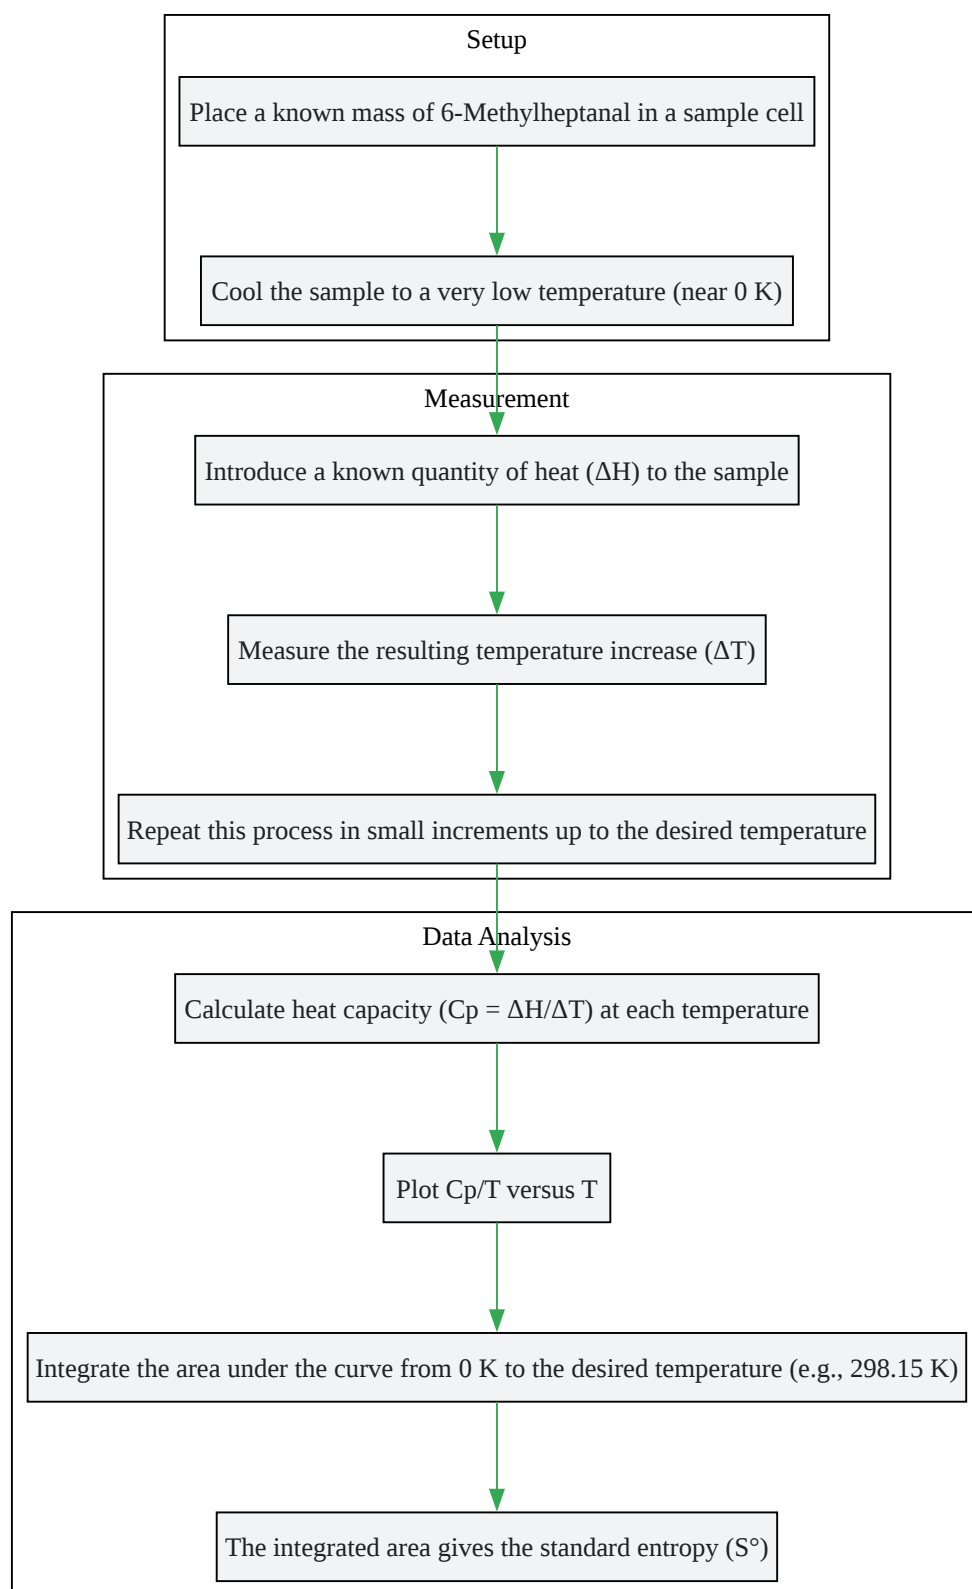 Setup
Place a known mass of 6-Methylheptanal in a sample cell
Cool the sample to a very low temperature (near 0 K)
Measurement
Introduce a known quantity of heat (ΔH) to the sample
Measure the resulting temperature increase (ΔT)
Repeat this process in small increments up to the desired temperature
Data Analysis
Calculate heat capacity (Cp = ΔH/ΔT) at each temperature
Plot Cp/T versus T
Integrate the area under the curve from 0 K to the desired temperature (e.g., 298.15 K)
The integrated area gives the standard entropy (S°)